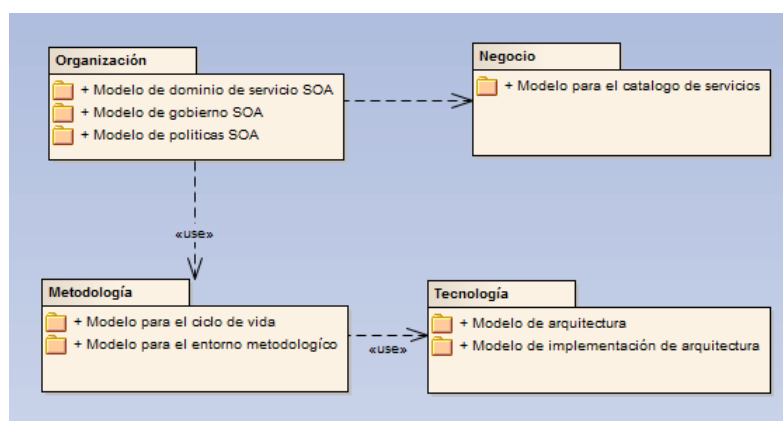 Organización
+ Modelo de dominio de servicio SOA
+ Modelo de gobierno SOA
+ Modelo de politicas SOA
Negocio
+ Modelo para el catalogo de servicios
«use»
Metodología
+ Modelo para el ciclo de vida
+ Modelo para el entorno metodologíco
«use»
Tecnología
+ Modelo de arquitectura
+ Modelo de implementación de arquitectura